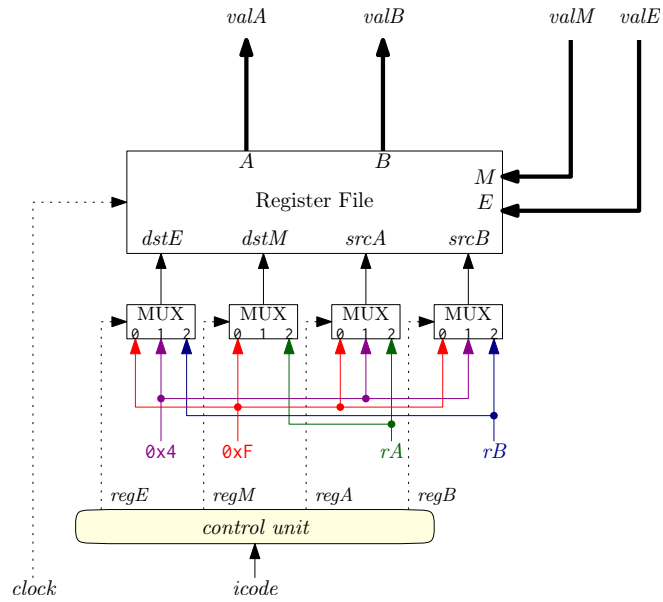 valA valB valM valE
A B
M
Register File
E
dstE dstM srcA srcB
MUX MUX MUX MUX
0 1 2 0 1 2 0 1 2 0 1 2
0x4 0xF rA rB
regE regM regA regB
control unit
clock icode